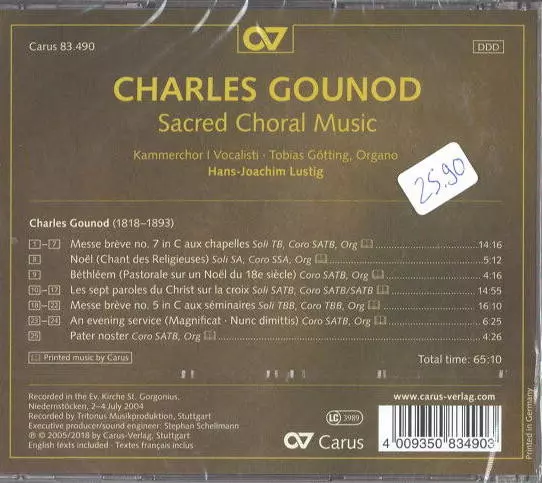 Carus 83.490
DDD
CHARLES GOUNOD
Sacred Choral Music
Kammerchor I Vocalisti · Tobias Götting, Organo
Hans-Joachim Lustig
25.90
Charles Gounod (1818–1893)
1 – 7 Messe brève no. 7 in C aux chapelles Soli TB, Coro SATB, Org 14:16
8 Noël (Chant des Religieuses) Soli SA, Coro SSA, Org 5:12
9 Béthléem (Pastorale sur un Noël du 18e siècle) Coro SATB, Org 4:16
10 – 17 Les sept paroles du Christ sur la croix Soli SATB, Coro SATB/SATB 14:55
18 – 22 Messe brève no. 5 in C aux séminaires Soli TBB, Coro TBB, Org 16:10
23 – 24 An evening service (Magnificat · Nunc dimittis) Coro SATB, Org 6:25
25 Pater noster Coro SATB, Org 4:26
Printed music by Carus
Total time: 65:10
Recorded in the Ev. Kirche St. Gorgonius,
Niedernstöcken, 2–4 July 2004
Recorded by Tritonus Musikproduktion, Stuttgart
Executive producer/sound engineer: Stephan Schellmann
℗ © 2005/2018 by Carus-Verlag, Stuttgart
English texts included · Textes français inclus
LC 3989
Carus
www.carus-verlag.com
4 009350 834903
Printed in Germany